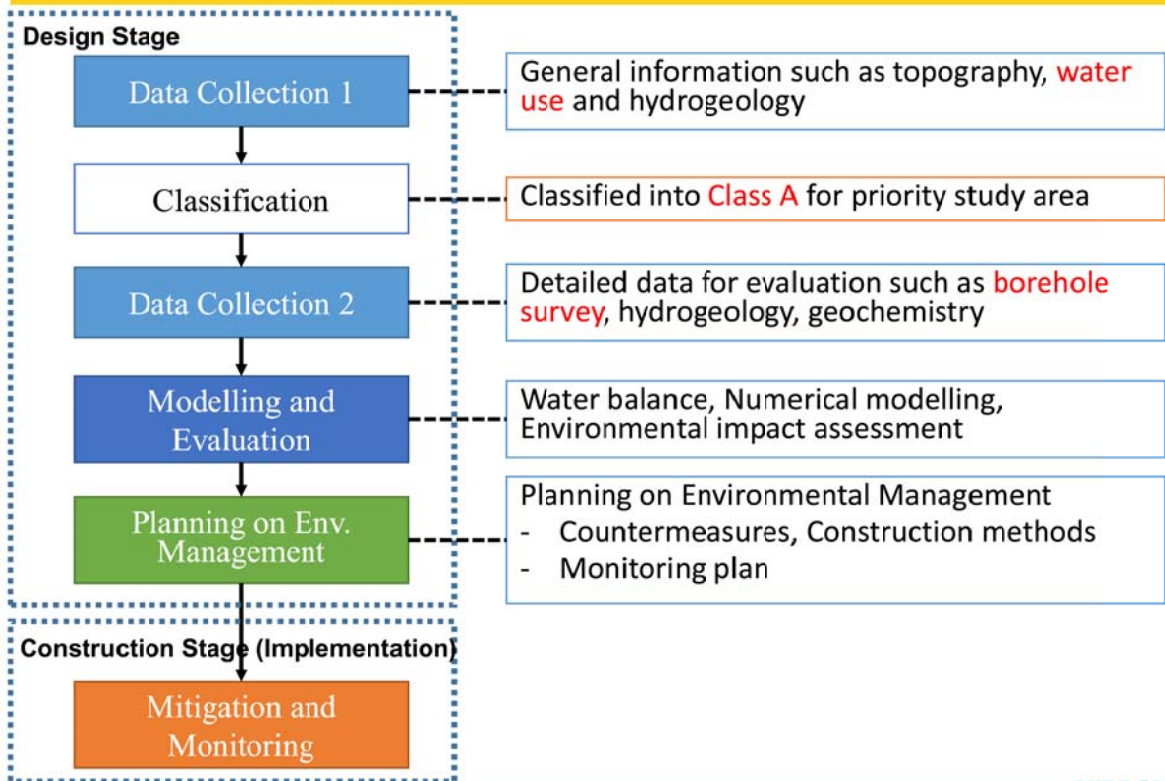 Design Stage
Data Collection 1
General information such as topography, water
use and hydrogeology
Classification
Classified into Class A for priority study area
Data Collection 2
Detailed data for evaluation such as borehole
survey, hydrogeology, geochemistry
Modelling and
Evaluation
Water balance, Numerical modelling,
Environmental impact assessment
Planning on Env.
Management
Planning on Environmental Management
- Countermeasures, Construction methods
- Monitoring plan
Construction Stage (Implementation)
Mitigation and
Monitoring